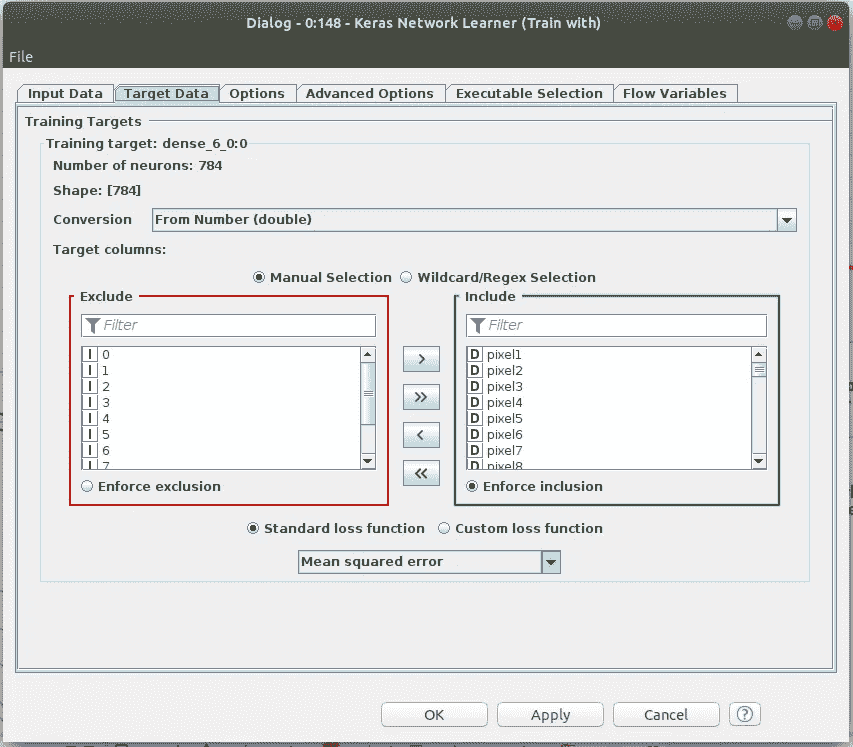 Dialog - 0:148 - Keras Network Learner (Train with)
File
Input Data Target Data Options Advanced Options Executable Selection Flow Variables
Training Targets
Training target: dense_6_0:0
Number of neurons: 784
Shape: [784]
Conversion From Number (double)
Target columns:
Manual Selection Wildcard/Regex Selection
Exclude Include
Filter Filter
I 0 D pixel1
I 1 > D pixel2
I 2 D pixel3
I 3 >> D pixel4
I 4 D pixel5
I 5 < D pixel6
I 6 D pixel7
I 7 << D pixel8
Enforce exclusion Enforce inclusion
Standard loss function Custom loss function
Mean squared error
OK Apply Cancel ?